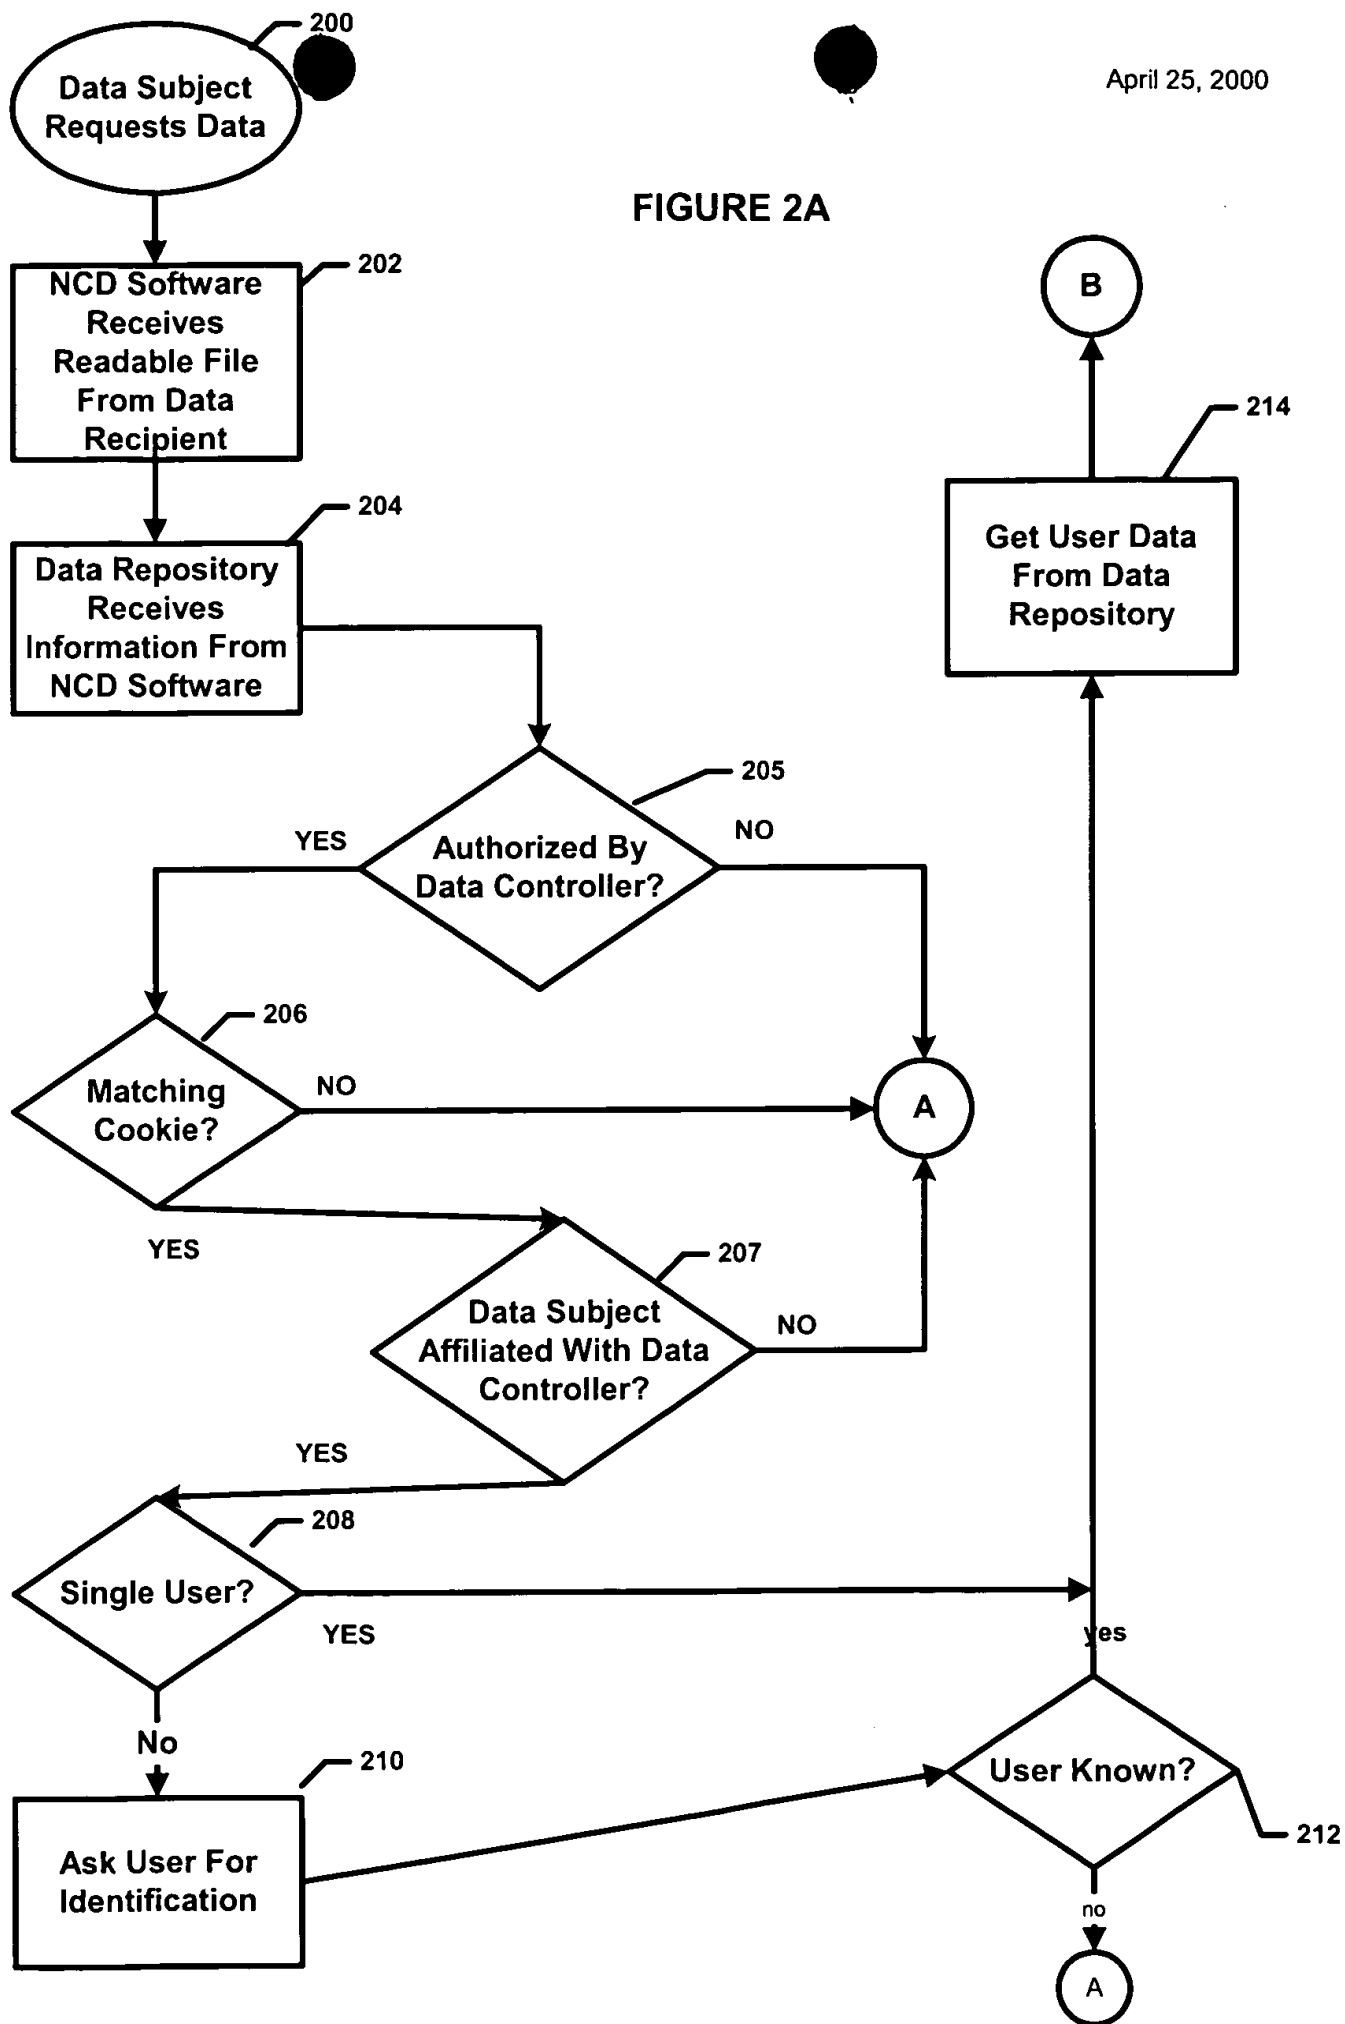 200
Data Subject
Requests Data
April 25, 2000
FIGURE 2A
202
NCD Software
Receives
Readable File
From Data
Recipient
B
214
204
Data Repository
Receives
Information From
NCD Software
Get User Data
From Data
Repository
205
YES
NO
Authorized By
Data Controller?
206
Matching
Cookie?
NO
A
YES
207
Data Subject
Affiliated With Data
Controller?
NO
YES
208
Single User?
YES
yes
No
210
User Known?
212
Ask User For
Identification
no
A